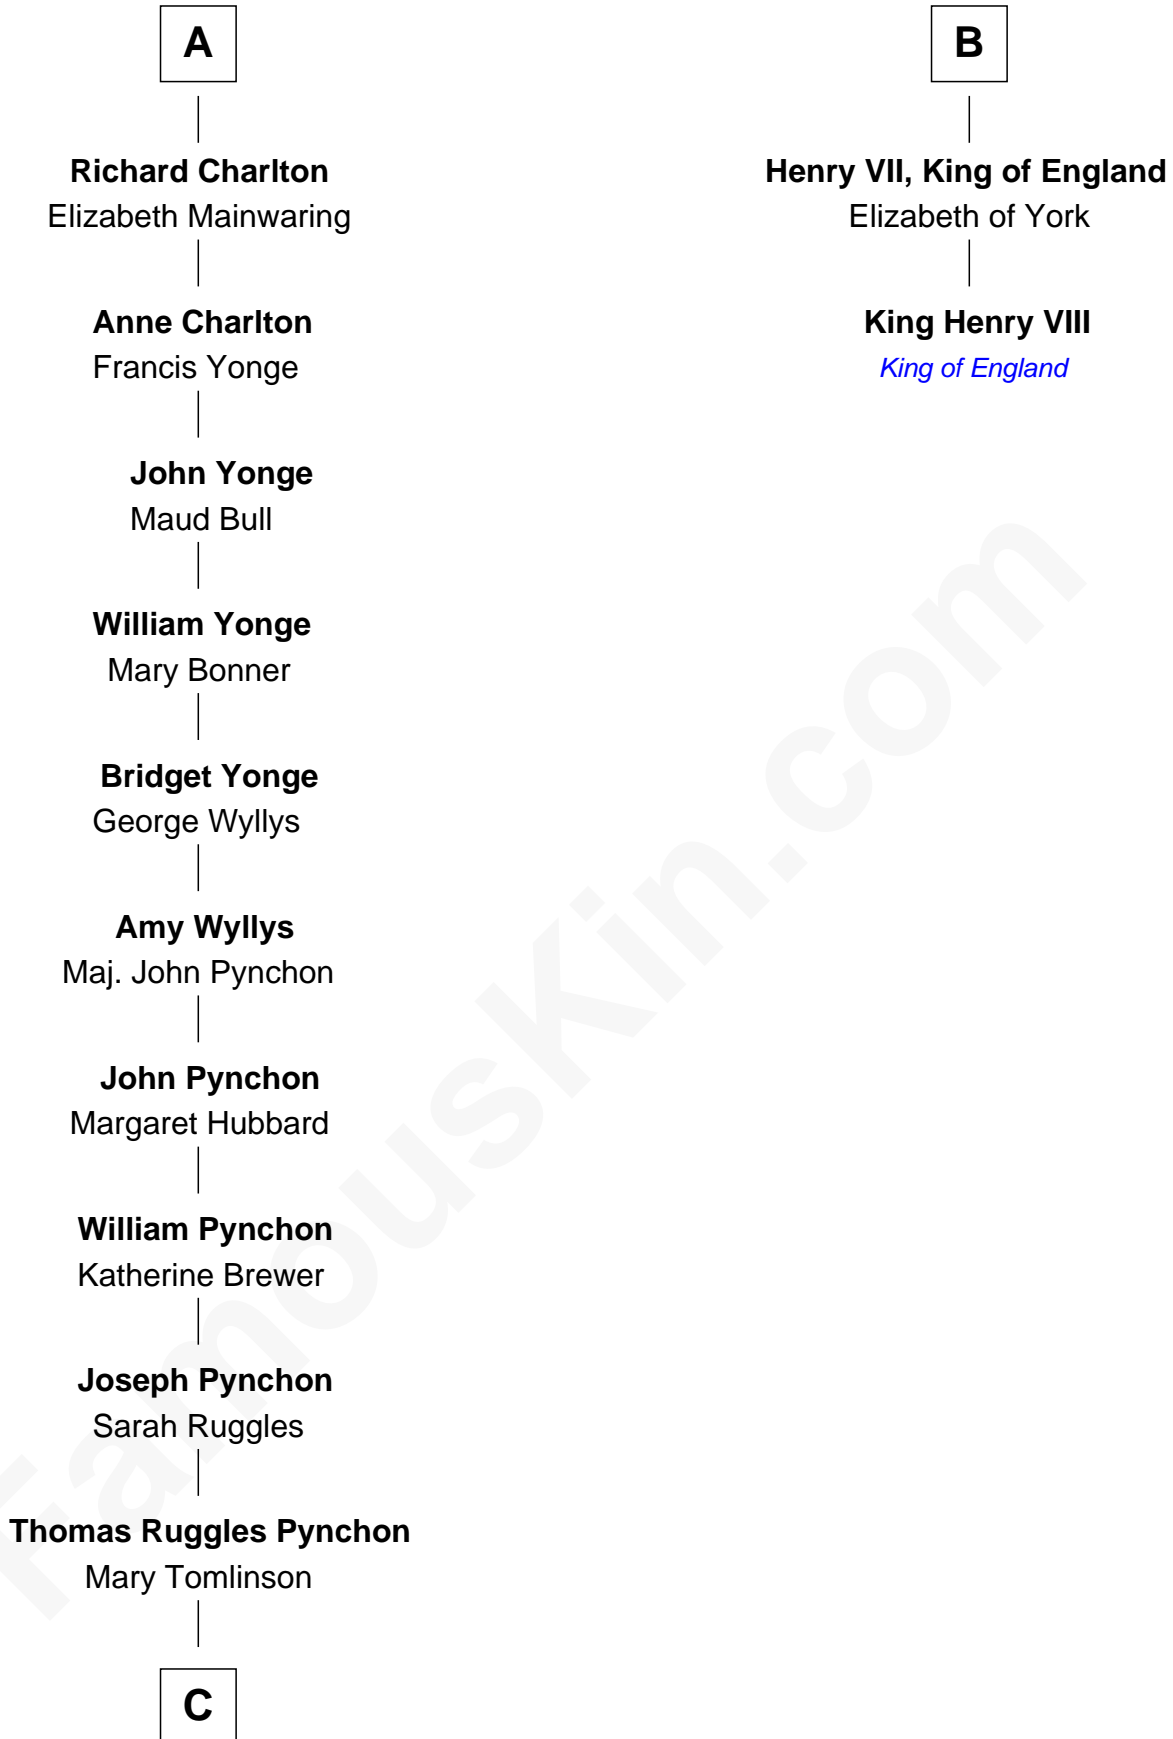 A
Richard Charlton
Elizabeth Mainwaring
Anne Charlton
Francis Yonge
John Yonge
Maud Bull
William Yonge
Mary Bonner
Bridget Yonge
George Wyllys
Amy Wyllys
Maj. John Pynchon
John Pynchon
Margaret Hubbard
William Pynchon
Katherine Brewer
Joseph Pynchon
Sarah Ruggles
Thomas Ruggles Pynchon
Mary Tomlinson
C
B
Henry VII, King of England
Elizabeth of York
King Henry VIII
King of England
FamousKin.com